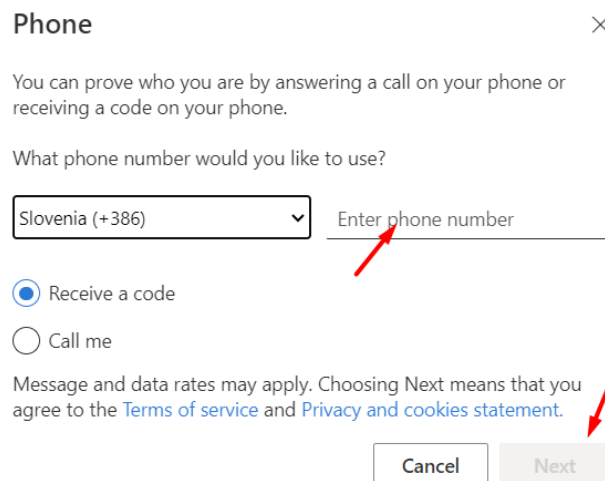 Phone
You can prove who you are by answering a call on your phone or
receiving a code on your phone.
What phone number would you like to use?
Slovenia (+386) Enter phone number
Receive a code
Call me
Message and data rates may apply. Choosing Next means that you
agree to the Terms of service and Privacy and cookies statement.
Cancel Next